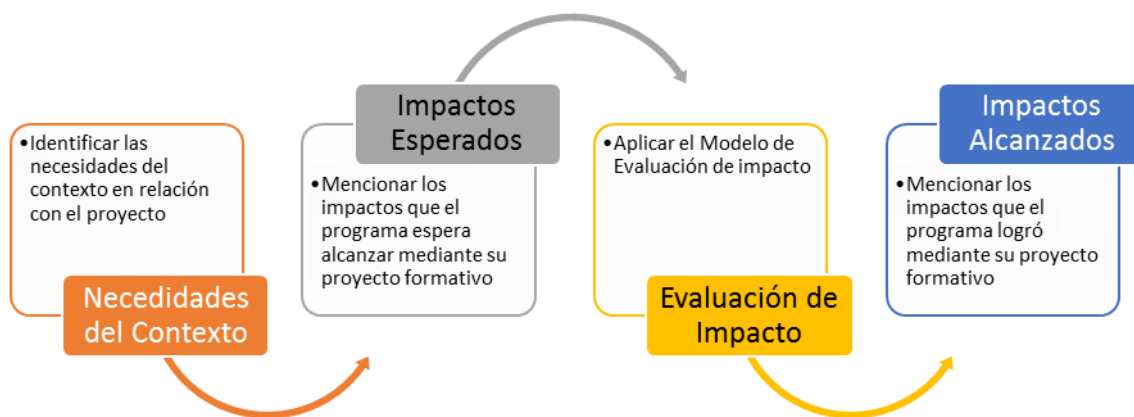 •Identificar las
necesidades del
contexto en relación
con el proyecto
Necedidades
del Contexto
Impactos
Esperados
•Mencionar los
impactos que el
programa espera
alcanzar mediante su
proyecto formativo
•Aplicar el Modelo de
Evaluación de impacto
Evaluación de
Impacto
Impactos
Alcanzados
•Mencionar los
impactos que el
programa logró
mediante su proyecto
formativo